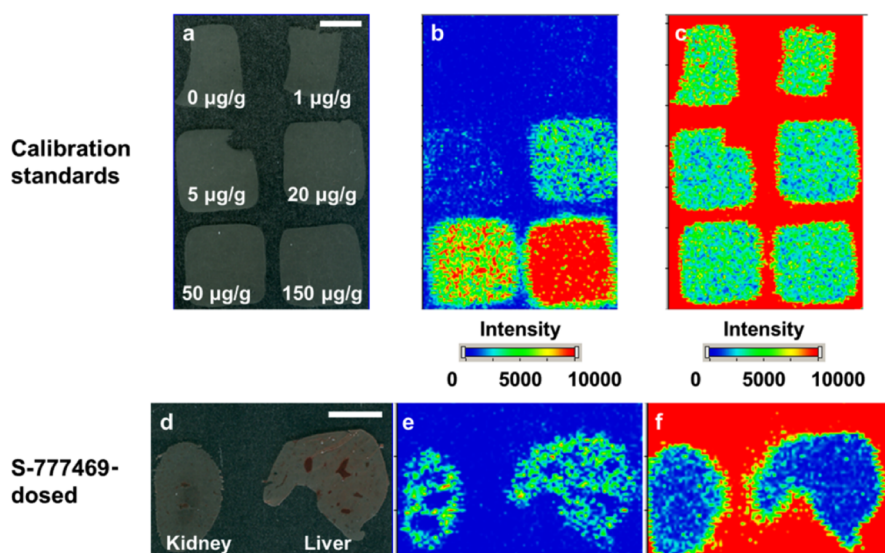 a
b
c
0 µg/g
1 µg/g
Calibration
standards
5 µg/g
20 µg/g
50 µg/g
150 µg/g
Intensity
Intensity
0 5000 10000
0 5000 10000
S-777469-
dosed
d
e
f
Kidney
Liver